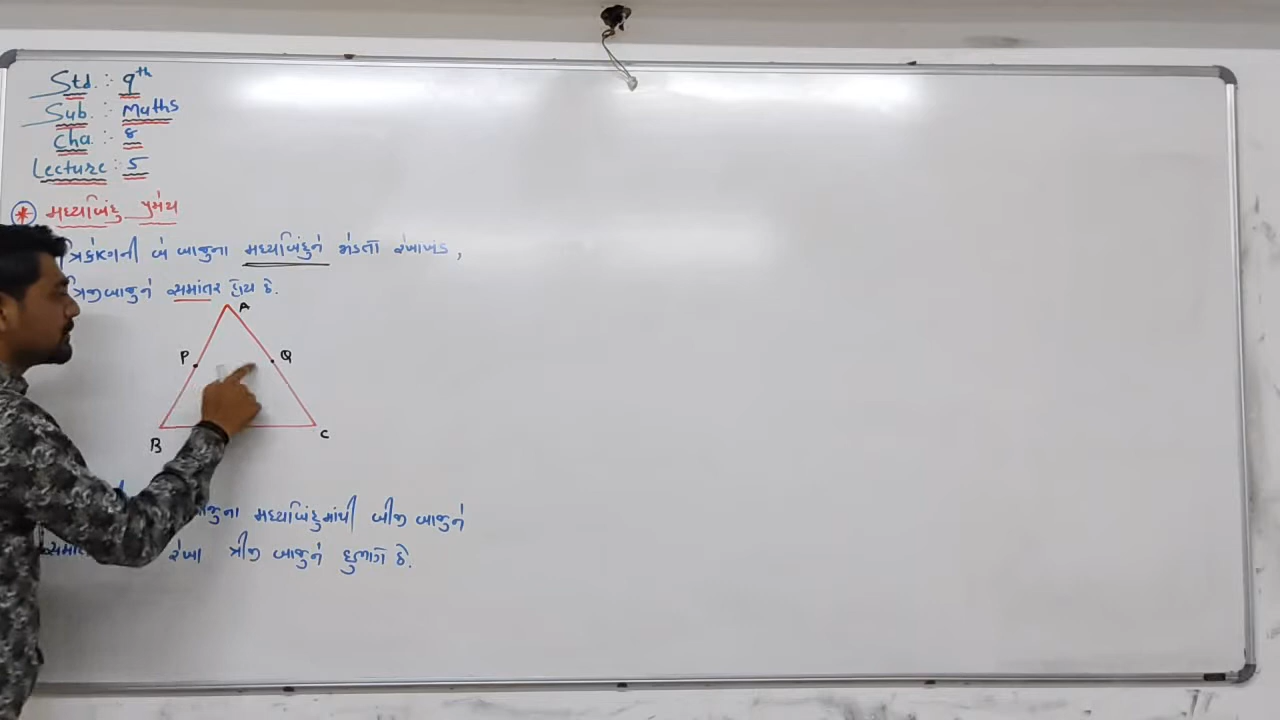 Std. :- 9th
Sub. :- Maths
Cha. :- 8
Lecture :- 5
* મધ્યબિંદુ પ્રમેય
ત્રિકોણની બે બાજુના મધ્યબિંદુને જોડતા રેખાખંડ,
ત્રિજીબાજુને સમાંતર હોય છે.
A
P Q
B C
બાજુના મધ્યબિંદુમાંથી બીજી બાજુને
રેખા ત્રીજી બાજુને દુભાગે છે.